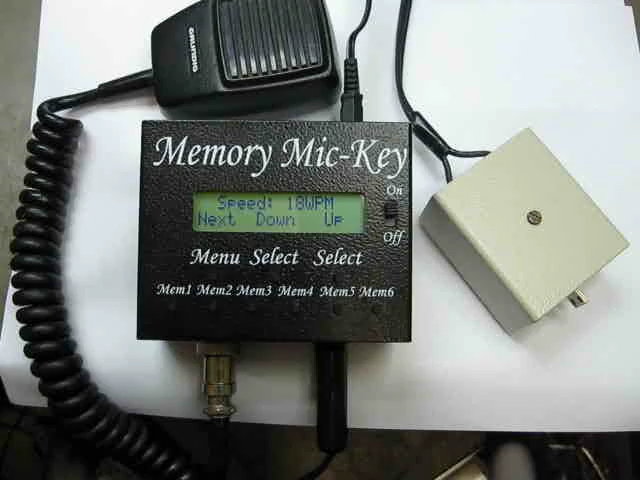 GRUNDIG
Memory Mic-Key
On
Speed: 18WPM
Next Down Up
Off
Menu Select Select
Mem1 Mem2 Mem3 Mem4 Mem5 Mem6